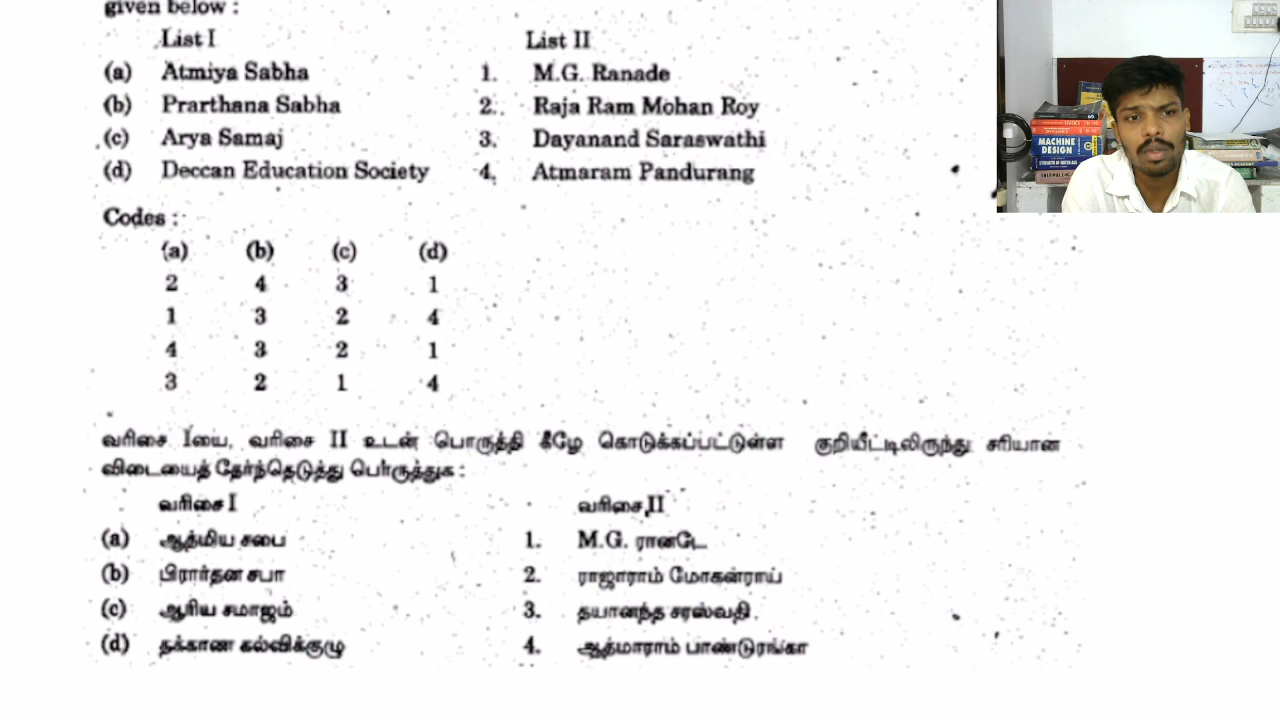 given below :
List I List II
(a) Atmiya Sabha 1. M.G. Ranade
(b) Prarthana Sabha 2. Raja Ram Mohan Roy
(c) Arya Samaj 3. Dayanand Saraswathi
(d) Deccan Education Society 4. Atmaram Pandurang
Codes :
(a) (b) (c) (d)
2 4 3 1
1 3 2 4
4 3 2 1
3 2 1 4
வரிசை Iயை, வரிசை II உடன் பொருத்தி கீழே கொடுக்கப்பட்டுள்ள குறியீட்டிலிருந்து சரியான
விடையைத் தேர்ந்தெடுத்து பொருத்துக :
வரிசை I வரிசை II
(a) ஆத்மிய சபை 1. M.G. ரானடே
(b) பிரார்தன சபா 2. ராஜாராம் மோகன்ராய்
(c) ஆரிய சமாஜம் 3. தயானந்த சரஸ்வதி
(d) தக்காண கல்விக்குழு 4. ஆத்மாராம் பாண்டுரங்கா
MACHINE
DESIGN